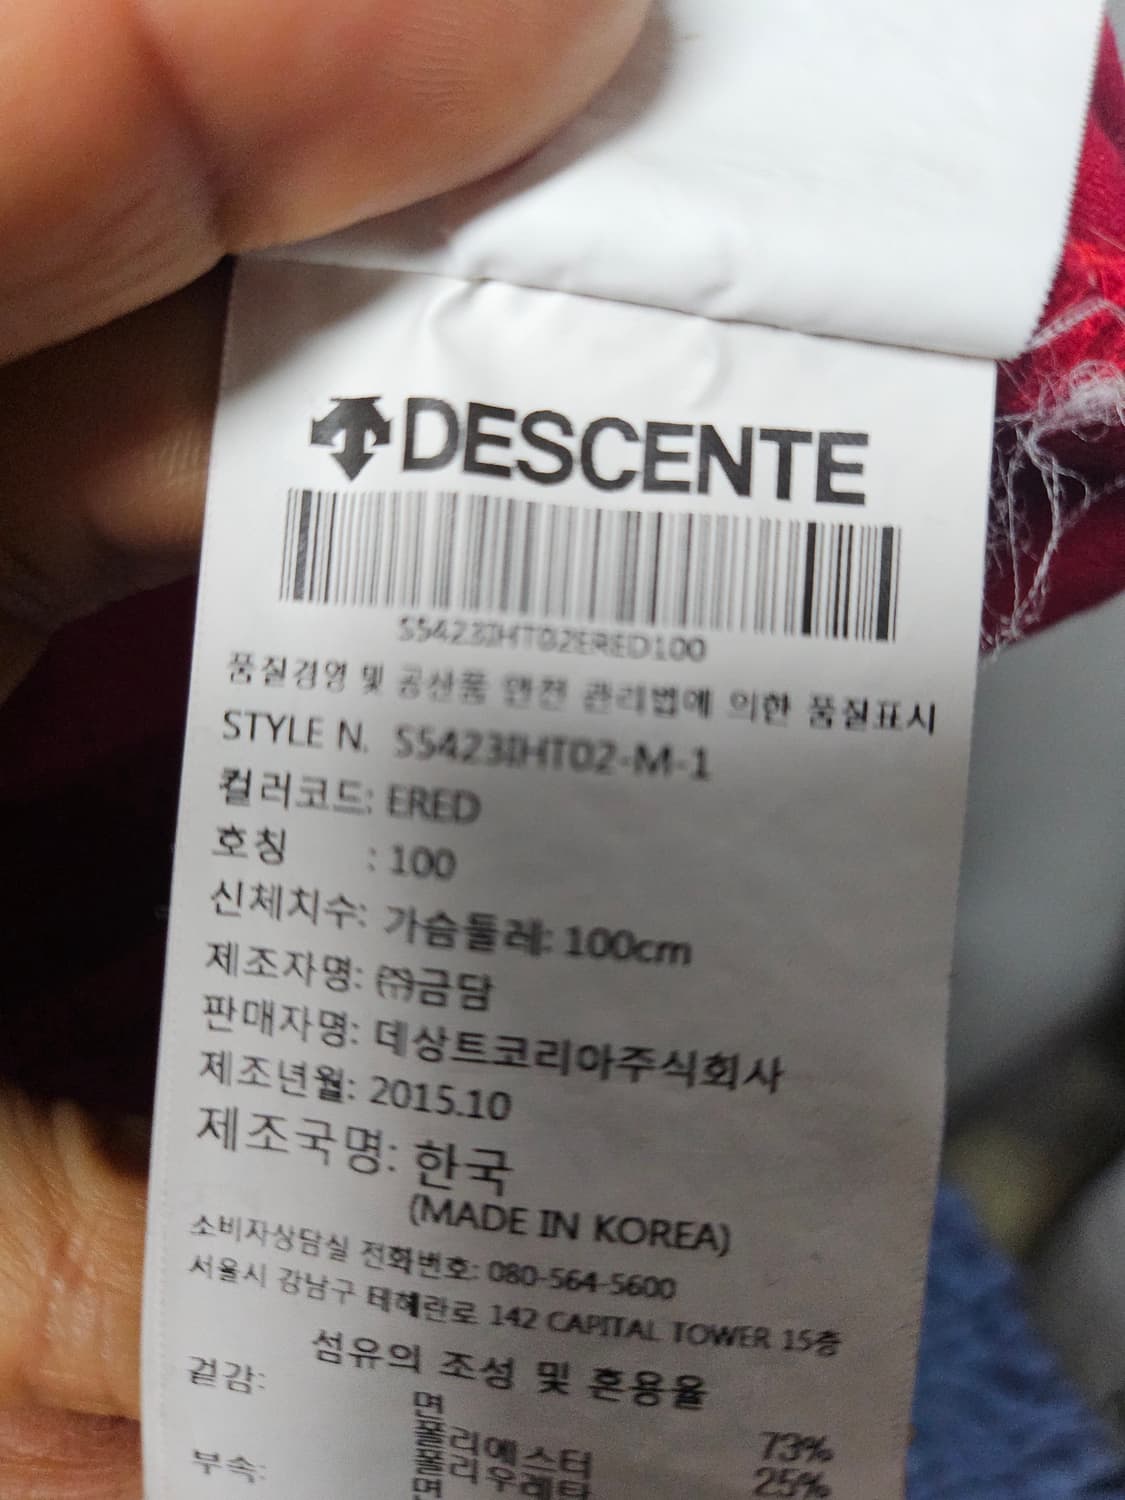 DESCENTE
S5423IHT02ERED100
품질경영 및 공산품 안전 관리법에 의한 품질표시
STYLE N. S5423IHT02-M-1
컬러코드: ERED
호칭 : 100
신체치수: 가슴둘레: 100cm
제조자명: ㈜금담
판매자명: 데상트코리아주식회사
제조년월: 2015.10
제조국명: 한국
(MADE IN KOREA)
소비자상담실 전화번호: 080-564-5600
서울시 강남구 테헤란로 142 CAPITAL TOWER 15층
섬유의 조성 및 혼용율
겉감:
면 73%
폴리에스터 25%
폴리우레탄
부속: 면